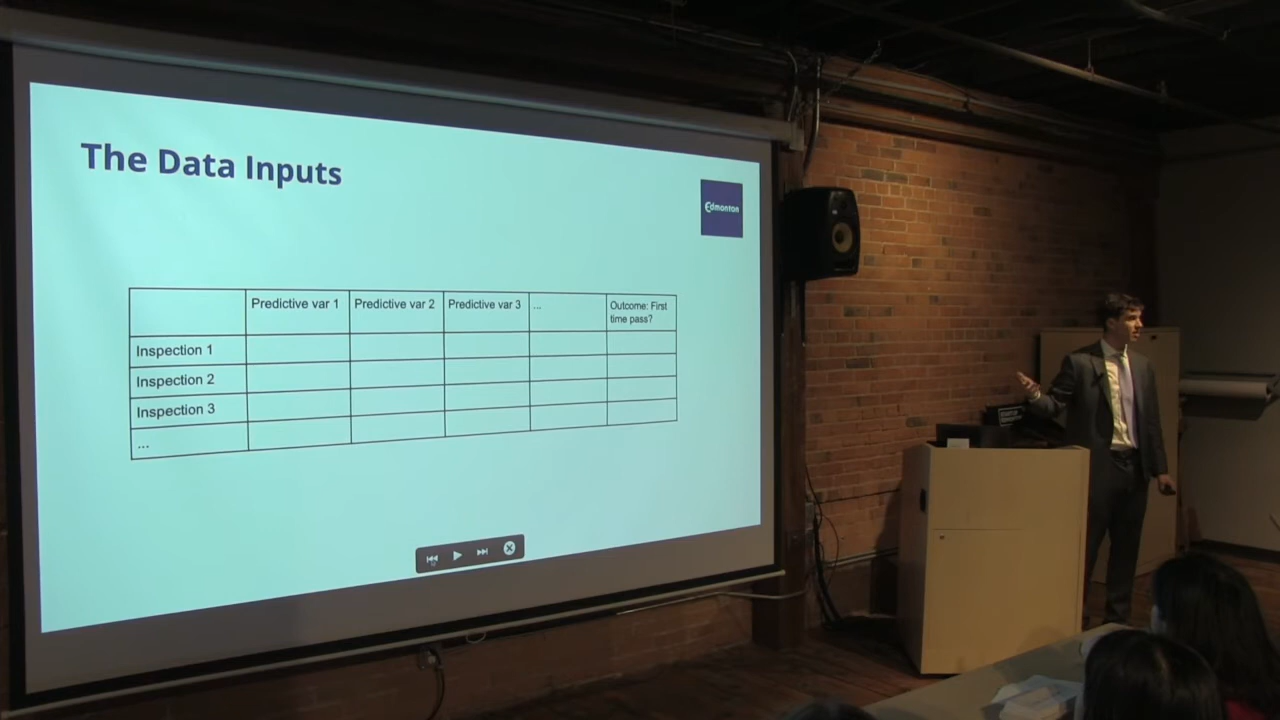 The Data Inputs
Edmonton
Predictive var 1 Predictive var 2 Predictive var 3 ... Outcome: First
time pass?
Inspection 1
Inspection 2
Inspection 3
...